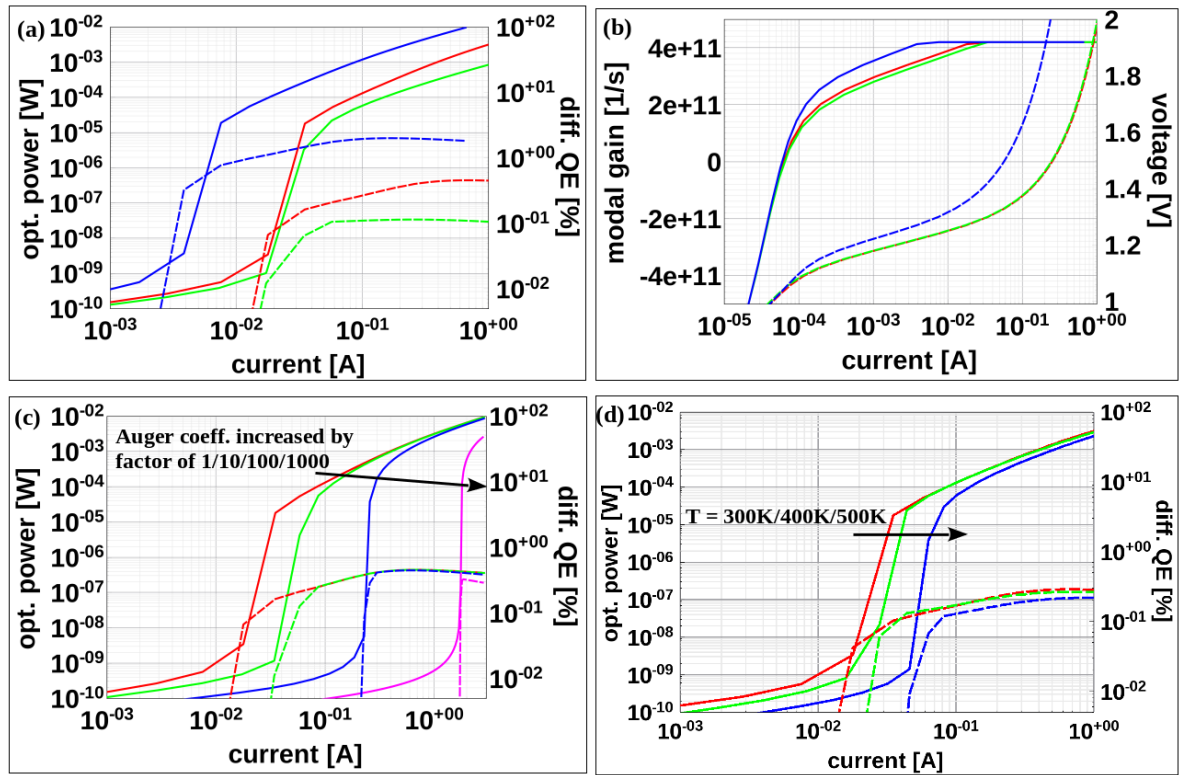 (a)
10-02
10-03
10-04
10-05
10-06
10-07
10-08
10-09
10-10
opt. power [W]
10+02
10+01
10+00
10-01
10-02
diff. QE [%]
10-03 10-02 10-01 10+00
current [A]
(b)
4e+11
2e+11
0
-2e+11
-4e+11
modal gain [1/s]
2
1.8
1.6
1.4
1.2
1
voltage [V]
10-05 10-04 10-03 10-02 10-01 10+00
current [A]
(c)
Auger coeff. increased by
factor of 1/10/100/1000
10-02
10-03
10-04
10-05
10-06
10-07
10-08
10-09
10-10
opt. power [W]
10+02
10+01
10+00
10-01
10-02
diff. QE [%]
10-03 10-02 10-01 10+00
current [A]
(d)
T = 300K/400K/500K
10-02
10-03
10-04
10-05
10-06
10-07
10-08
10-09
10-10
opt. power [W]
10+02
10+01
10+00
10-01
10-02
diff. QE [%]
10-03 10-02 10-01 10+00
current [A]